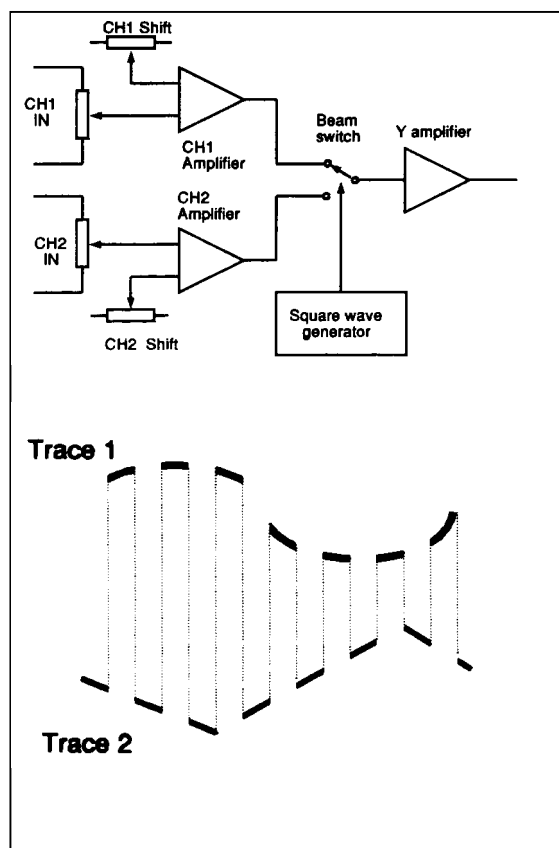 CH1 Shift
CH1
IN
CH1
Amplifier
Beam
switch
Y amplifier
CH2
Amplifier
CH2
IN
CH2 Shift
Square wave
generator
Trace 1
Trace 2